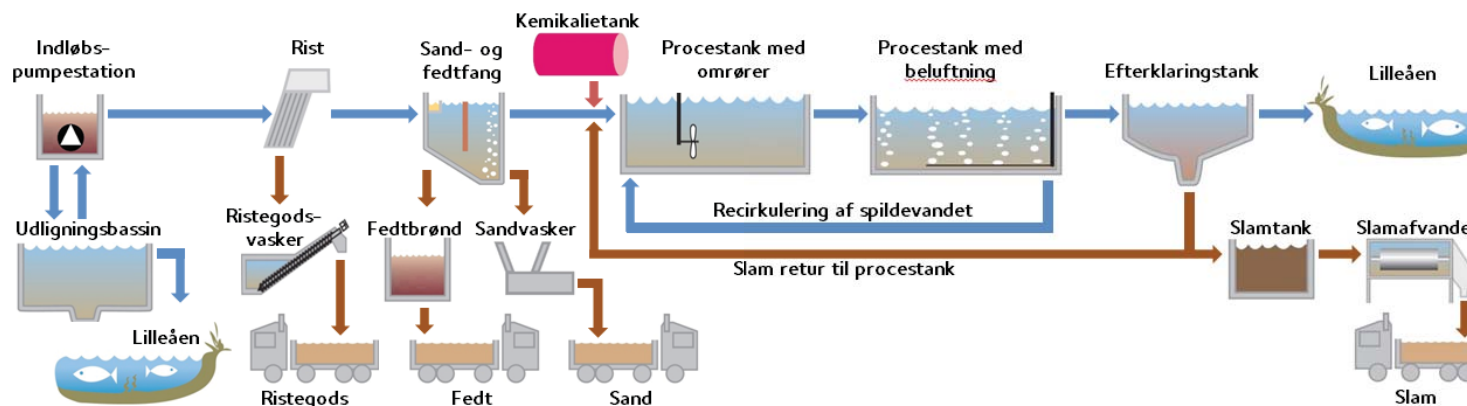 Kemikalietank
Indløbs-
pumpestation
Rist
Sand- og
fedtfang
Procestank med
omrører
Procestank med
beluftning
Efterklaringstank
Lilleåen
Udligningsbassin
Ristegods-
vasker
Fedtbrønd
Sandvasker
Recirkulering af spildevandet
Slam retur til procestank
Slamtank
Slamafvande
Lilleåen
Ristegods
Fedt
Sand
Slam